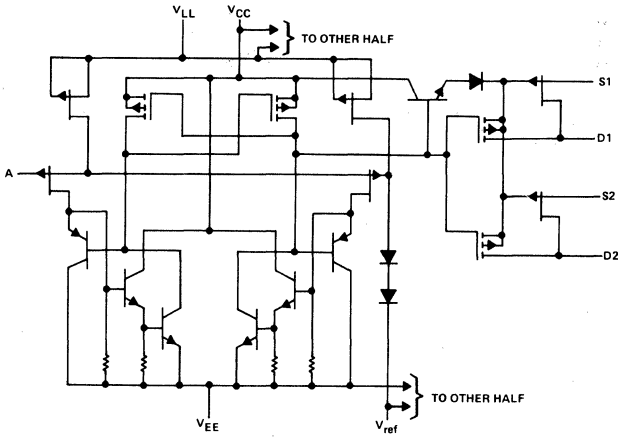 VLL
VCC
TO OTHER HALF
S1
D1
A
S2
D2
TO OTHER HALF
VEE
Vref